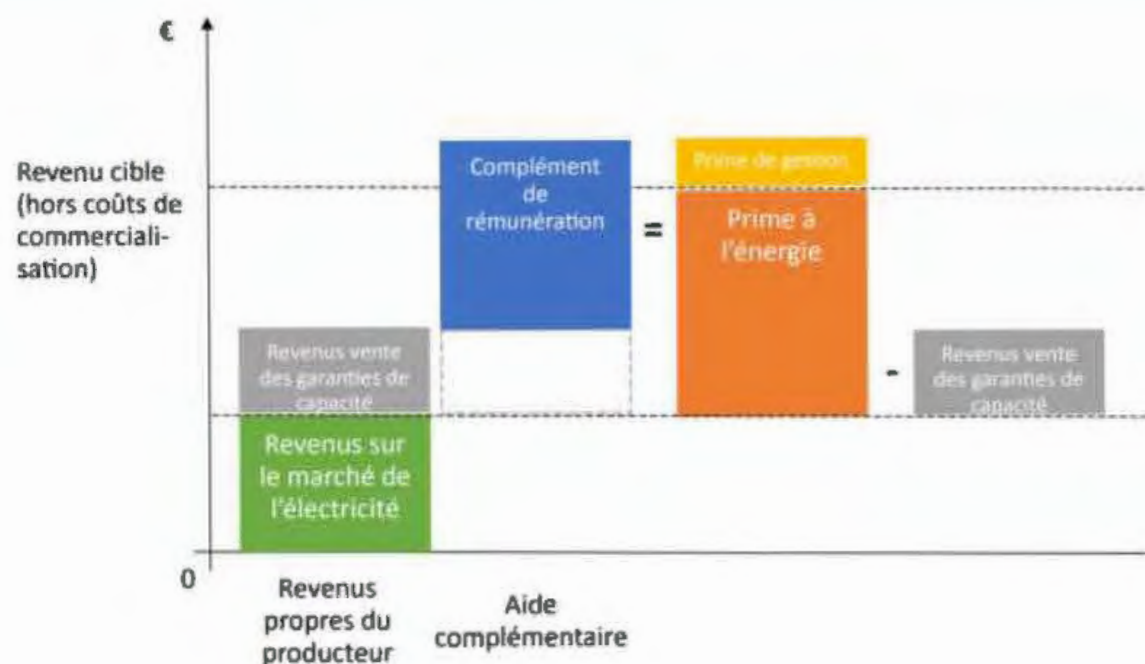 €
Revenu cible
(hors coûts de
commerciali-
sation)
Complément
de
rémunération
=
Prime de gestion
Prime à
l'énergie
Revenus vente
des garanties de
capacité
-
Revenus vente
des garanties de
capacité
Revenus sur
le marché de
l'électricité
0
Revenus
propres du
producteur
Aide
complémentaire